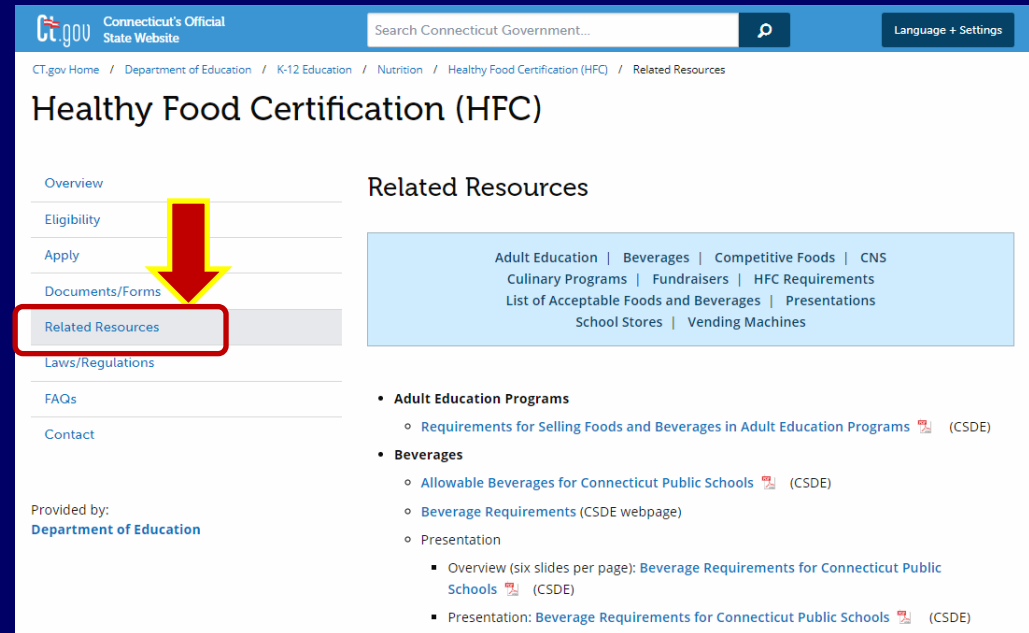 Ct.gov Connecticut's Official
State Website
Search Connecticut Government...
Language + Settings
CT.gov Home / Department of Education / K-12 Education / Nutrition / Healthy Food Certification (HFC) / Related Resources
Healthy Food Certification (HFC)
Overview
Eligibility
Apply
Documents/Forms
Related Resources
Laws/Regulations
FAQs
Contact
Provided by:
Department of Education
Related Resources
Adult Education | Beverages | Competitive Foods | CNS
Culinary Programs | Fundraisers | HFC Requirements
List of Acceptable Foods and Beverages | Presentations
School Stores | Vending Machines
• Adult Education Programs
◦ Requirements for Selling Foods and Beverages in Adult Education Programs (CSDE)
• Beverages
◦ Allowable Beverages for Connecticut Public Schools (CSDE)
◦ Beverage Requirements (CSDE webpage)
◦ Presentation
▪ Overview (six slides per page): Beverage Requirements for Connecticut Public
Schools (CSDE)
▪ Presentation: Beverage Requirements for Connecticut Public Schools (CSDE)